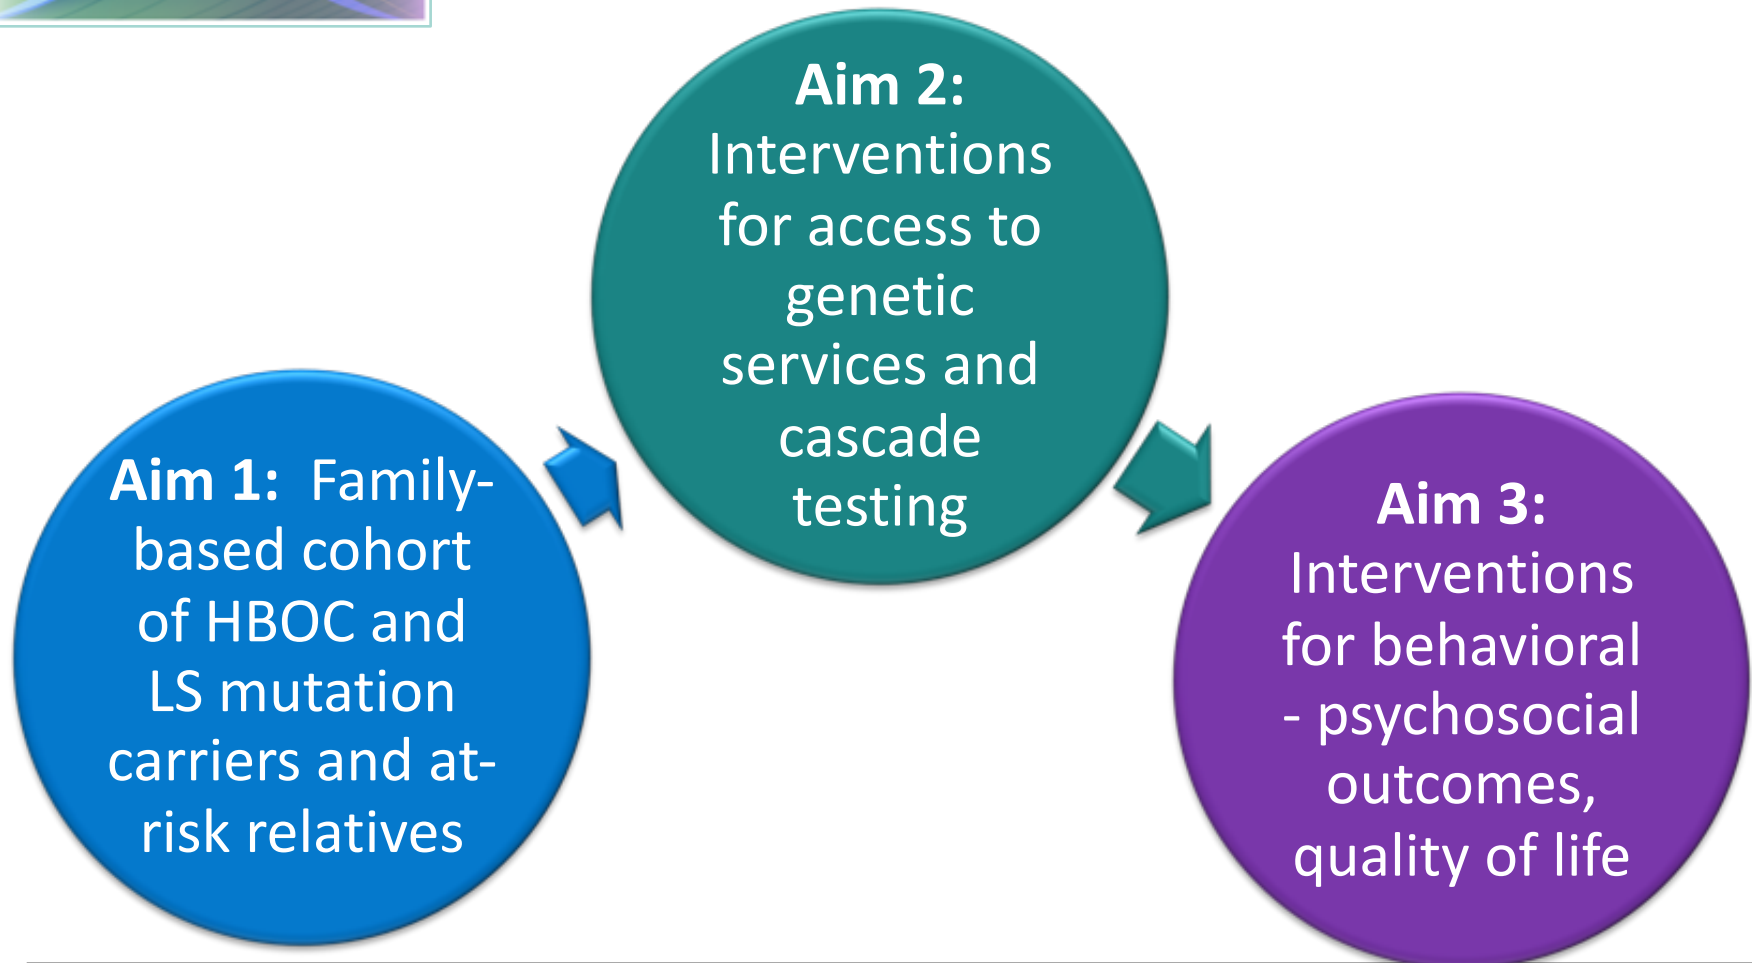 Aim 1:  Family-
based cohort
of HBOC and
LS mutation
carriers and at-
risk relatives
Aim 2:
Interventions
for access to
genetic
services and
cascade
testing
Aim 3:
Interventions
for behavioral
- psychosocial
outcomes,
quality of life